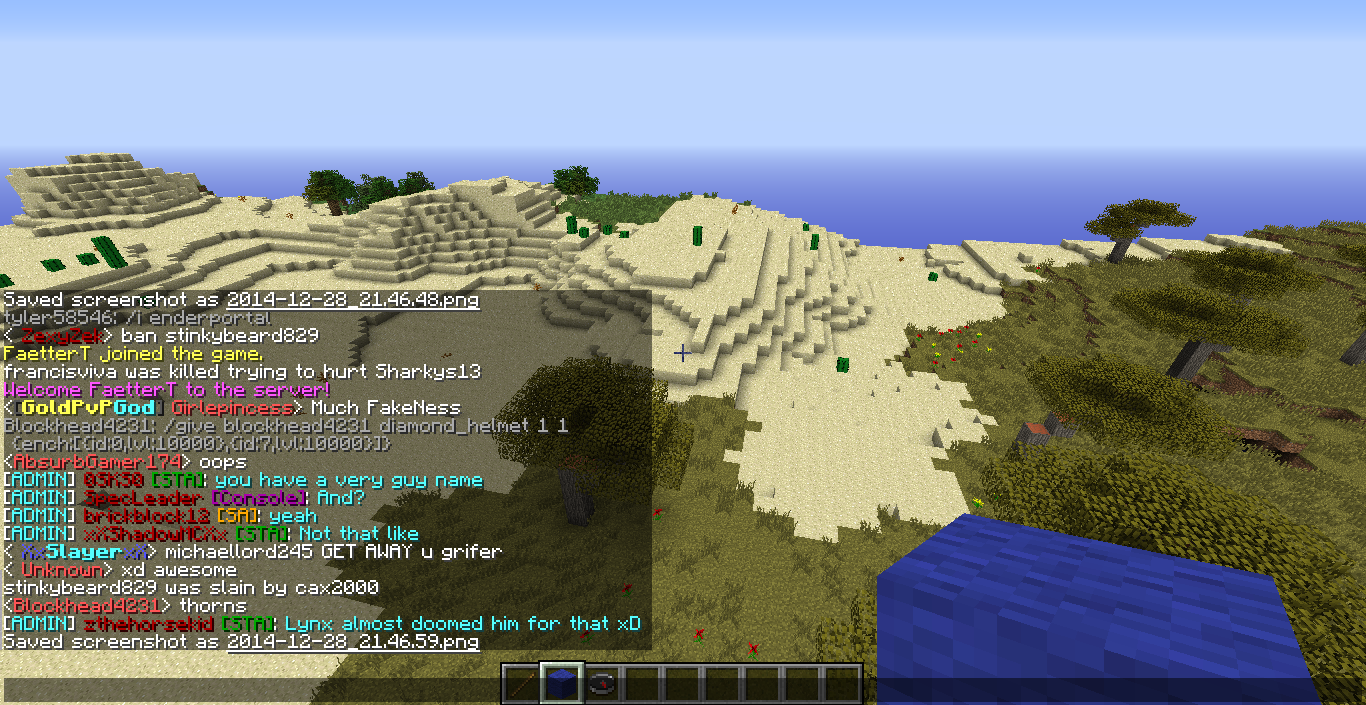 Saved screenshot as 2014-12-28_21.46.48.png
tyler58546: /i enderportal
< ZexyZek> ban stinkybeard829
FaetterT joined the game.
francisviva was killed trying to hurt Sharkys13
Welcome FaetterT to the server!
<[GoldPvPGod] Girlepincess> Much FakeNess
Blockhead4231: /give blockhead4231 diamond_helmet 1 1
{ench:[{id:0,lvl:10000},{id:7,lvl:10000}]}
<AbsurbGamer174> oops
[ADMIN] 0SK50 [STA]: you have a very guy name
[ADMIN] SpecLeader [Console]: And?
[ADMIN] brickblock12 [SA]: yeah
[ADMIN] xXShadowMCXx [STA]: Not that like
< XxSlayerxX> michaellord245 GET AWAY u grifer
< Unknown> xd awesome
stinkybeard829 was slain by cax2000
<Blockhead4231> thorns
[ADMIN] zthehorsekid [STA]: Lynx almost doomed him for that xD
Saved screenshot as 2014-12-28_21.46.59.png